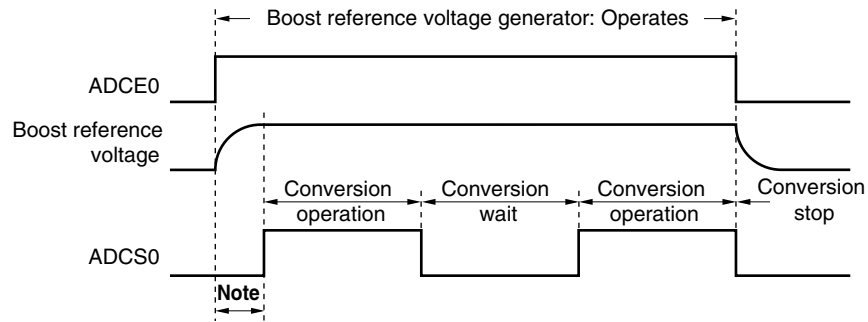 Boost reference voltage generator: Operates
ADCE0
Boost reference
voltage
Conversion
operation
Conversion
wait
Conversion
operation
Conversion
stop
ADCS0
Note